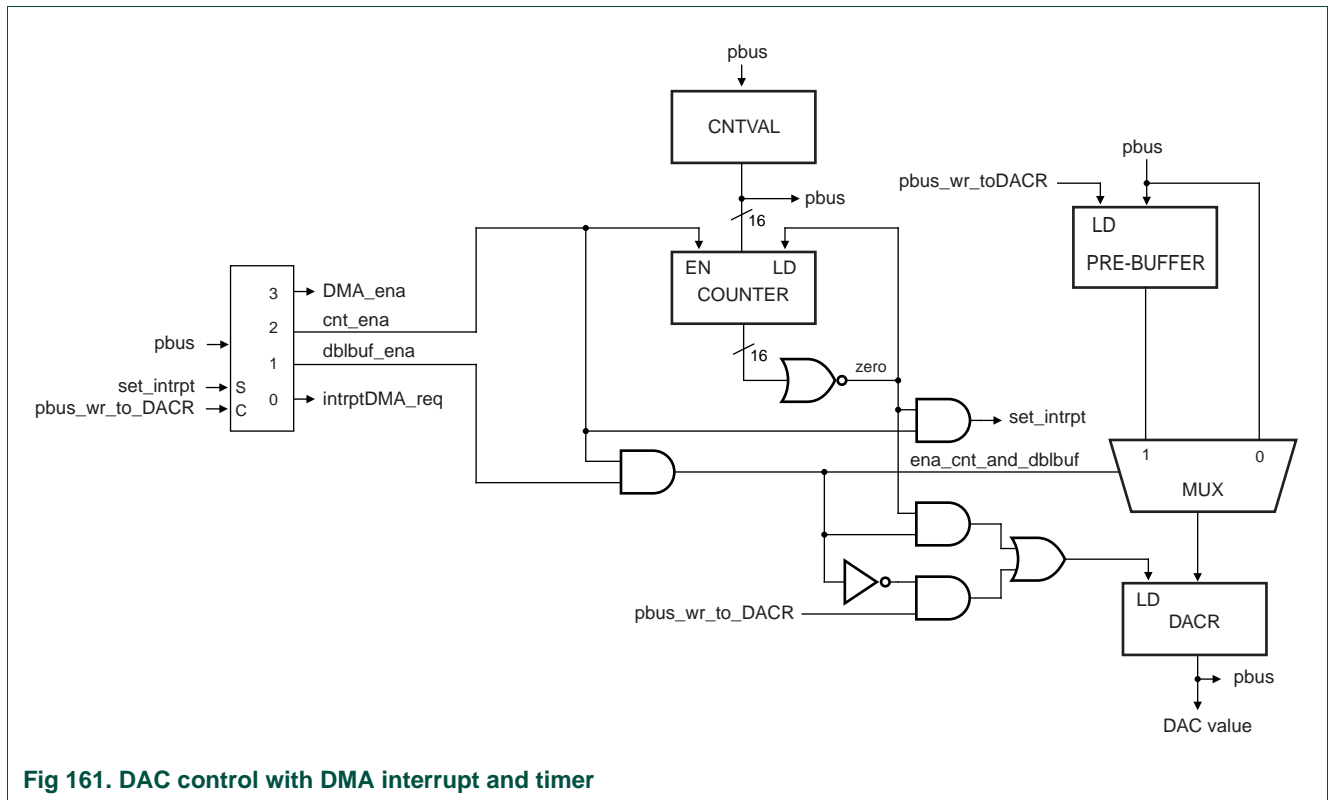 pbus
CNTVAL
pbus
pbus_wr_toDACR
pbus
16
LD
PRE-BUFFER
EN LD
COUNTER
3 DMA_ena
2 cnt_ena
pbus
1 dblbuf_ena
16
zero
set_intrpt S
0 intrptDMA_req
pbus_wr_to_DACR C
set_intrpt
ena_cnt_and_dblbuf
1 0
MUX
pbus_wr_to_DACR
LD
DACR
pbus
DAC value
Fig 161. DAC control with DMA interrupt and timer